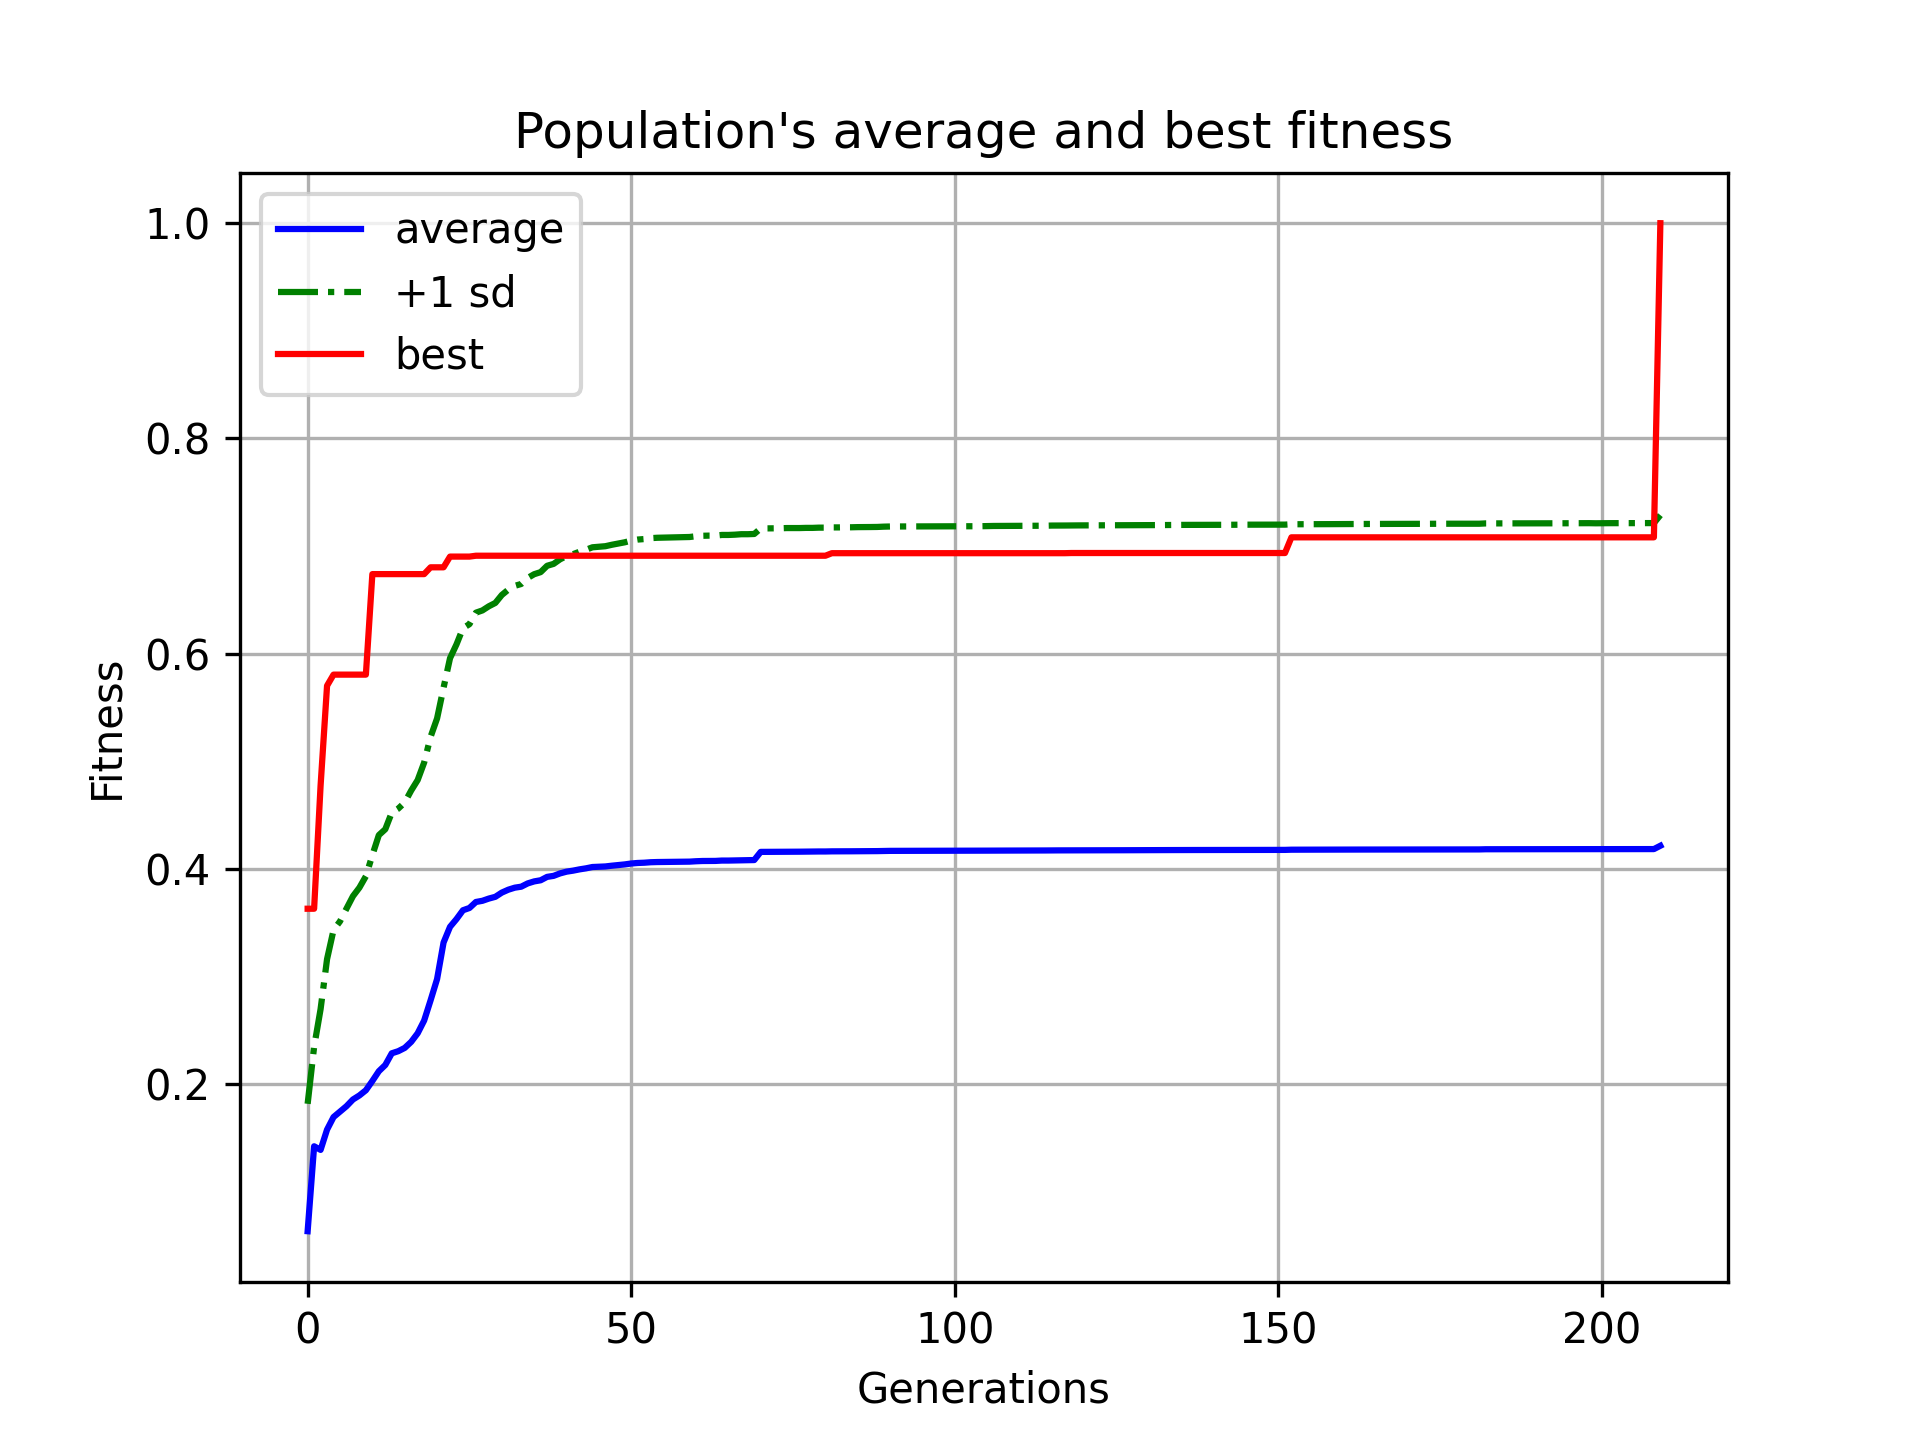 Population's average and best fitness
average
+1 sd
best
1.0
0.8
0.6
0.4
0.2
Fitness
0 50 100 150 200
Generations